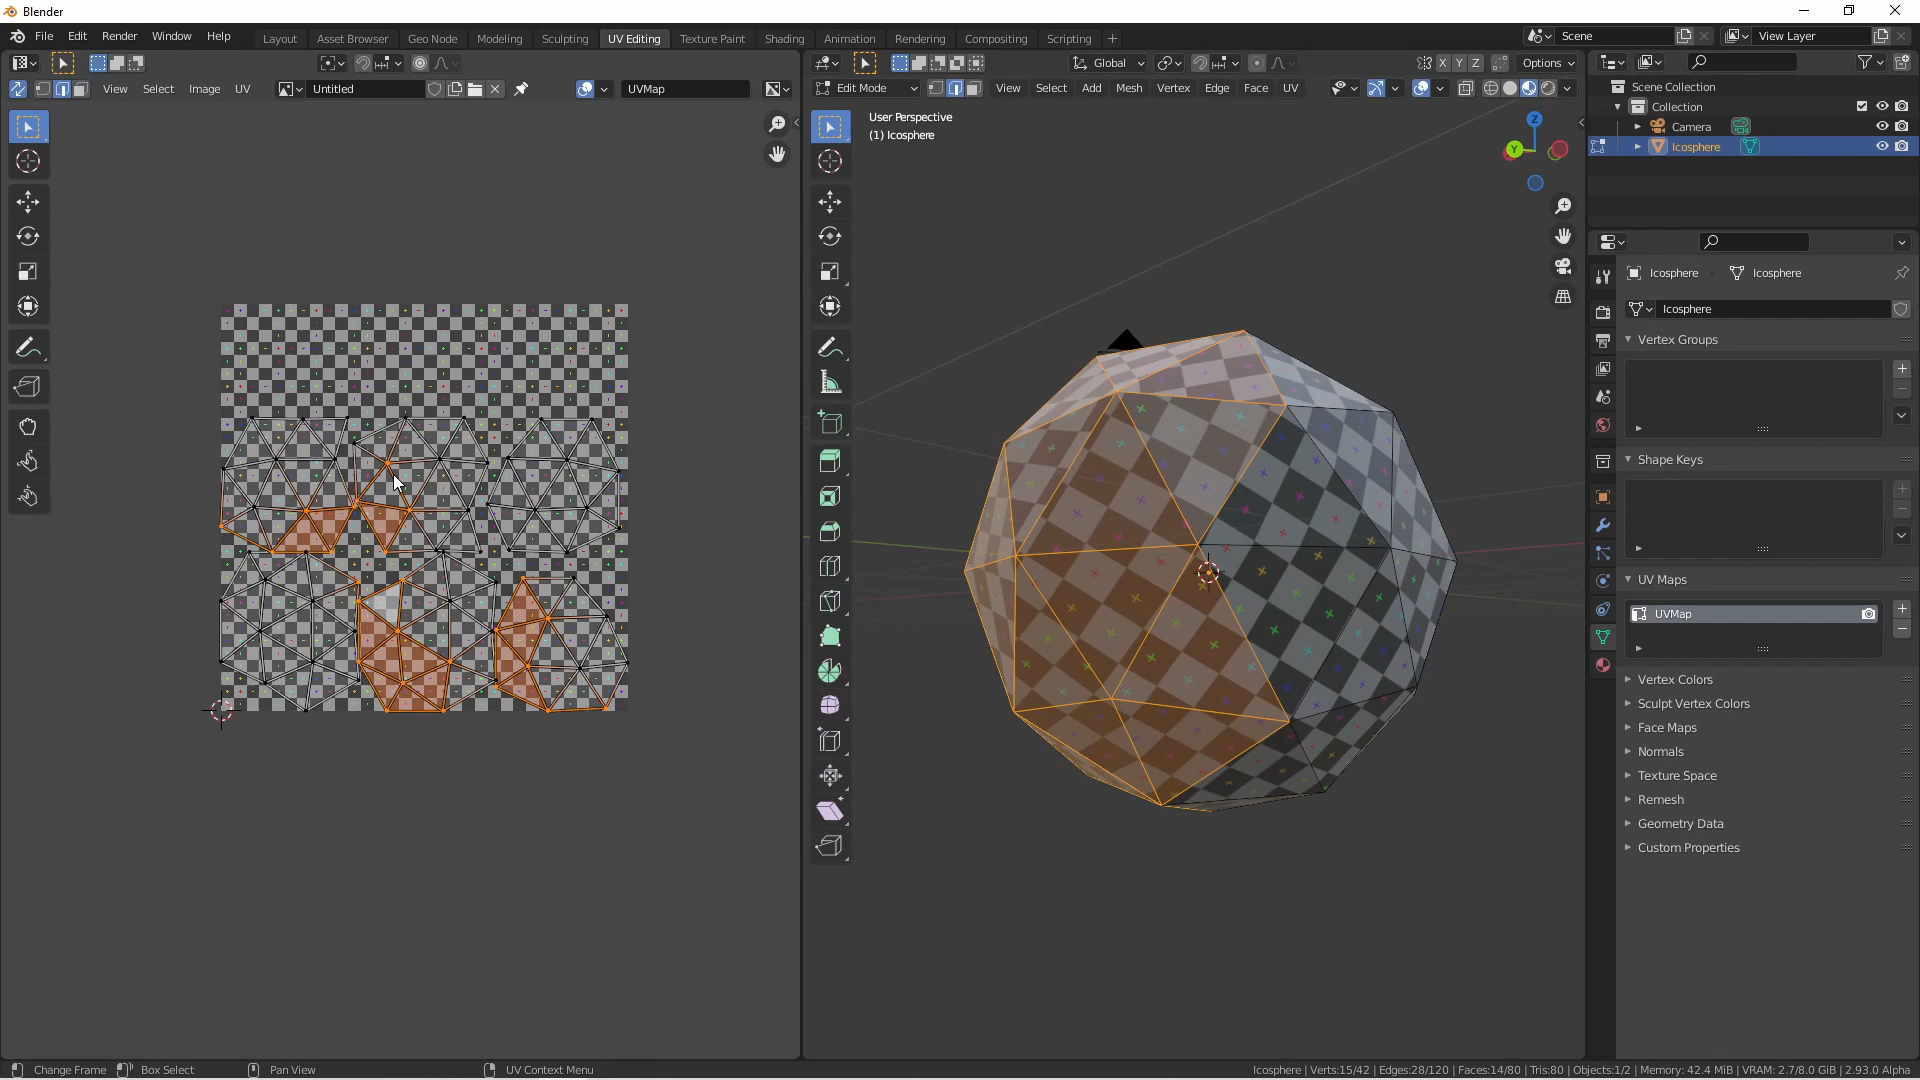 Blender
File Edit Render Window Help
Layout Asset Browser Geo Node Modeling Sculpting UV Editing Texture Paint Shading Animation Rendering Compositing Scripting +
Scene
View Layer
Global
X Y Z
Options
View Select Image UV
Untitled
UVMap
Edit Mode
View Select Add Mesh Vertex Edge Face UV
User Perspective
(1) Icosphere
Z
Y
Scene Collection
Collection
Camera
Icosphere
Icosphere
Icosphere
Icosphere
Vertex Groups
Shape Keys
UV Maps
UVMap
Vertex Colors
Sculpt Vertex Colors
Face Maps
Normals
Texture Space
Remesh
Geometry Data
Custom Properties
Change Frame
Box Select
Pan View
UV Context Menu
Icosphere | Verts:15/42 | Edges:28/120 | Faces:14/80 | Tris:80 | Objects:1/2 | Memory: 42.4 MiB | VRAM: 2.7/8.0 GiB | 2.93.0 Alpha